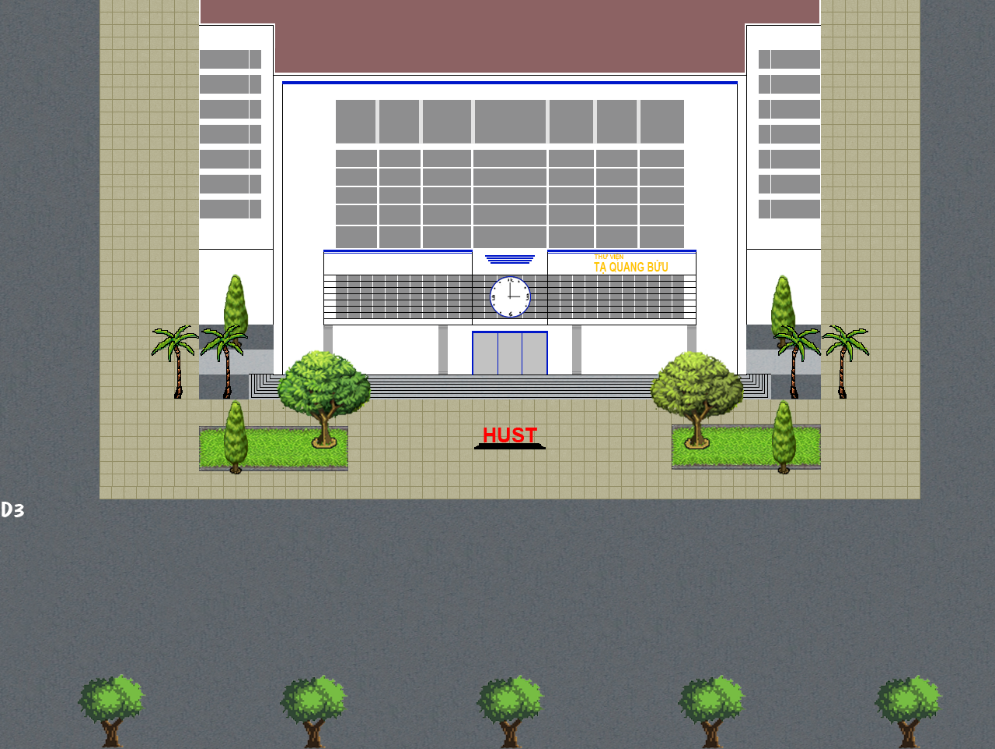 THƯ VIỆN
TẠ QUANG BỬU
HUST
D3